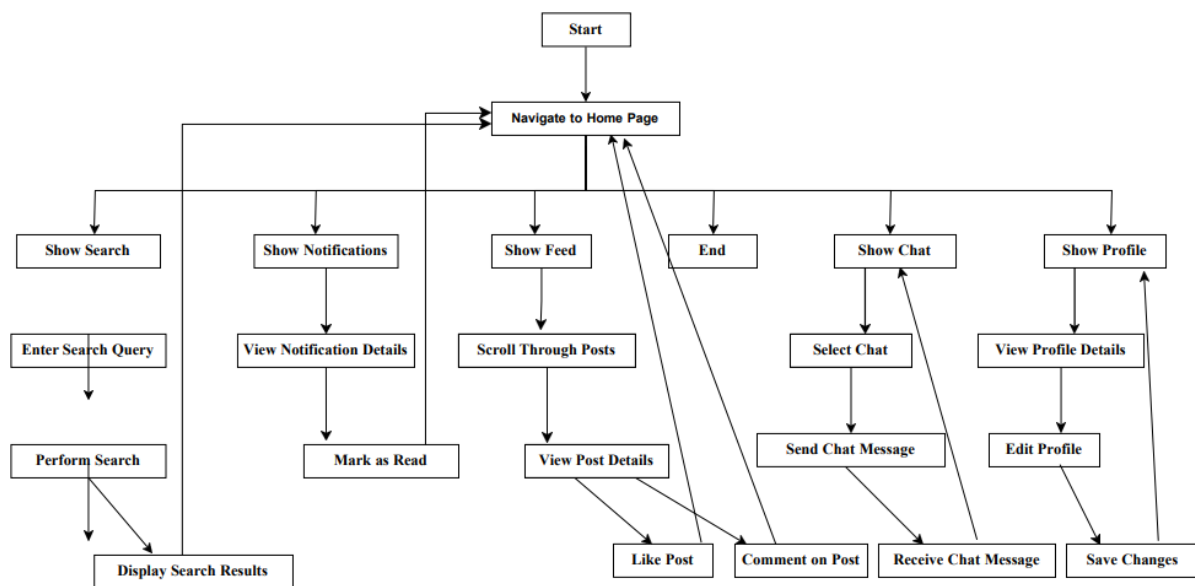 Start
Navigate to Home Page
Show Search
Show Notifications
Show Feed
End
Show Chat
Show Profile
Enter Search Query
View Notification Details
Scroll Through Posts
Select Chat
View Profile Details
Perform Search
Mark as Read
View Post Details
Send Chat Message
Edit Profile
Display Search Results
Like Post
Comment on Post
Receive Chat Message
Save Changes